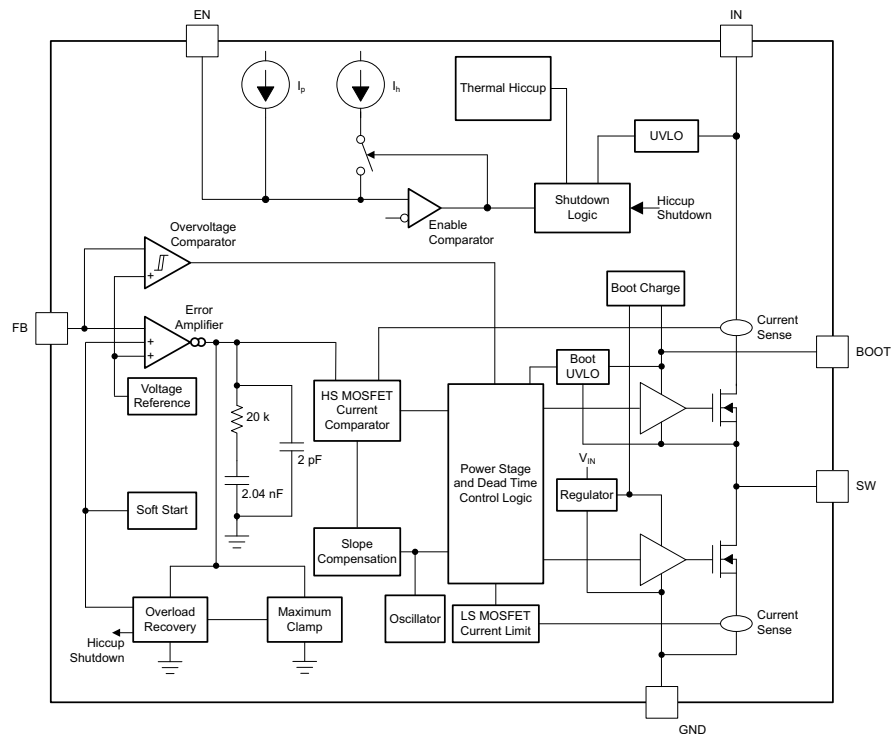 EN
IN
Ip
Ih
Thermal Hiccup
UVLO
Shutdown
Logic
Hiccup
Shutdown
Enable
Comparator
Overvoltage
Comparator
+
Boot Charge
FB
Error
Amplifier
+
+
Current
Sense
BOOT
Voltage
Reference
HS MOSFET
Current
Comparator
Boot
UVLO
20 k
2 pF
2.04 nF
Power Stage
and Dead Time
Control Logic
VIN
Regulator
SW
Soft Start
Slope
Compensation
Overload
Recovery
Maximum
Clamp
Oscillator
LS MOSFET
Current Limit
Current
Sense
Hiccup
Shutdown
GND